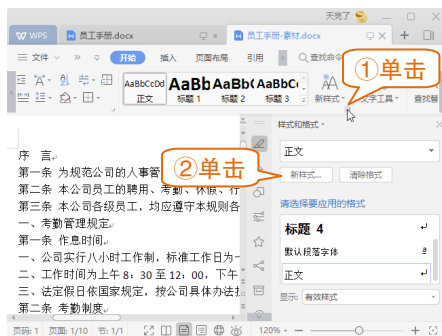 天亮了
WPS 员工手册.docx 员工手册-素材.docx
文件 开始 插入 页面布局 引用 查找命令
①单击
AaBbCcDd AaBb AaBb( AaBbC
正文 标题 1 标题 2 标题 3 新样式 文字工具 查找替
样式和格式
正文
②单击
新样式... 清除格式
序 言
第一条 为规范公司的人事管
第二条 本公司员工的聘用、考勤、休假、行
第三条 本公司各级员工，均应遵守本规则各
一、考勤管理规定。
第一条 作息时间。
一、公司实行八小时工作制，标准工作日为一
二、工作时间为上午 8：30 至 12：00，下午
三、法定假日依国家规定，按公司具体办法执
第二条 考勤制度。
请选择要应用的格式
标题 4
默认段落字体 a
正文
显示: 有效样式
页码: 1 页面: 1/10 节: 1/1 120%